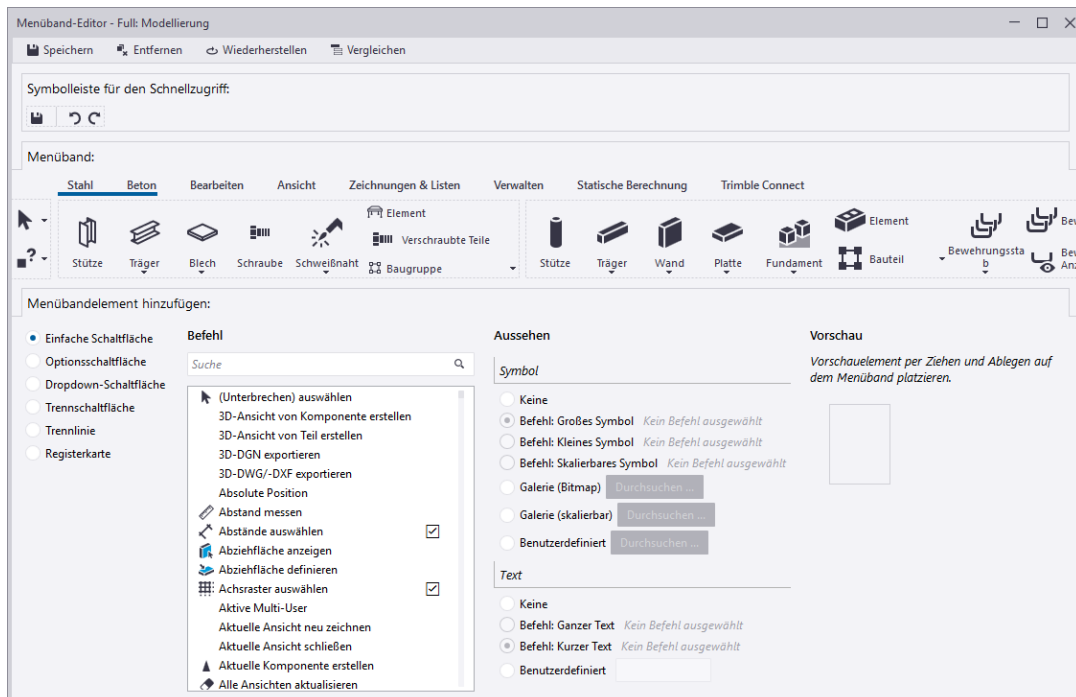 Menüband-Editor - Full: Modellierung
Speichern Entfernen Wiederherstellen Vergleichen
Symbolleiste für den Schnellzugriff:
Menüband:
Stahl Beton Bearbeiten Ansicht Zeichnungen & Listen Verwalten Statische Berechnung Trimble Connect
Stütze Träger Blech Schraube Schweißnaht
Element
Verschraubte Teile
Baugruppe
Stütze Träger Wand Platte Fundament
Element
Bauteil
Bewehrungssta
b
Bew
Bew
Anz
Menübandelement hinzufügen:
Einfache Schaltfläche
Optionsschaltfläche
Dropdown-Schaltfläche
Trennschaltfläche
Trennlinie
Registerkarte
Befehl
Suche
(Unterbrechen) auswählen
3D-Ansicht von Komponente erstellen
3D-Ansicht von Teil erstellen
3D-DGN exportieren
3D-DWG/-DXF exportieren
Absolute Position
Abstand messen
Abstände auswählen
Abziehfläche anzeigen
Abziehfläche definieren
Achsraster auswählen
Aktive Multi-User
Aktuelle Ansicht neu zeichnen
Aktuelle Ansicht schließen
Aktuelle Komponente erstellen
Alle Ansichten aktualisieren
Aussehen
Symbol
Keine
Befehl: Großes Symbol Kein Befehl ausgewählt
Befehl: Kleines Symbol Kein Befehl ausgewählt
Befehl: Skalierbares Symbol Kein Befehl ausgewählt
Galerie (Bitmap) Durchsuchen ...
Galerie (skalierbar) Durchsuchen ...
Benutzerdefiniert Durchsuchen ...
Text
Keine
Befehl: Ganzer Text Kein Befehl ausgewählt
Befehl: Kurzer Text Kein Befehl ausgewählt
Benutzerdefiniert
Vorschau
Vorschauelement per Ziehen und Ablegen auf
dem Menüband platzieren.